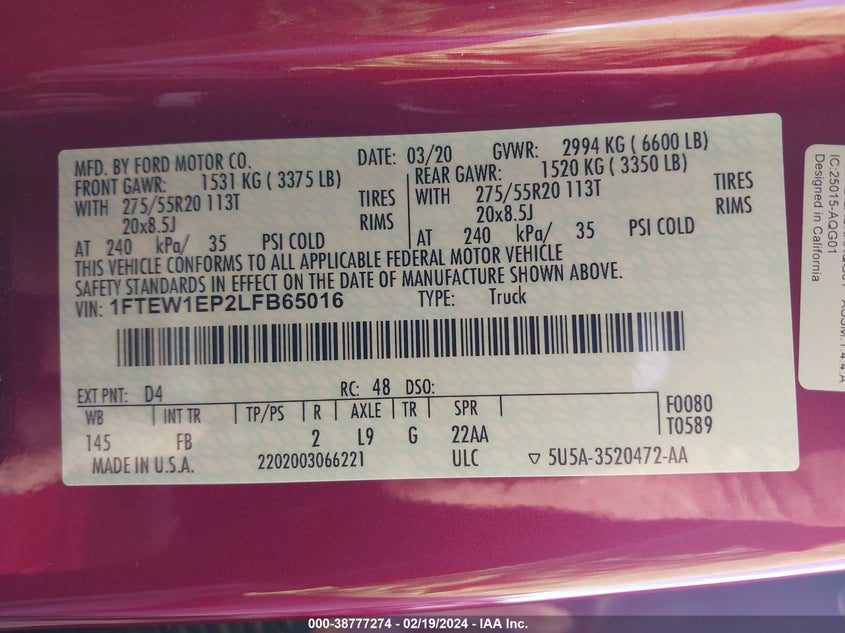 MFD. BY FORD MOTOR CO. DATE: 03/20 GVWR: 2994 KG ( 6600 LB)
FRONT GAWR: 1531 KG ( 3375 LB) REAR GAWR: 1520 KG ( 3350 LB)
WITH 275/55R20 113T TIRES WITH 275/55R20 113T TIRES
20x8.5J RIMS 20x8.5J RIMS
AT 240 kPa/ 35 PSI COLD AT 240 kPa/ 35 PSI COLD
THIS VEHICLE CONFORMS TO ALL APPLICABLE FEDERAL MOTOR VEHICLE
SAFETY STANDARDS IN EFFECT ON THE DATE OF MANUFACTURE SHOWN ABOVE.
VIN: 1FTEW1EP2LFB65016 TYPE: Truck
EXT PNT: D4 RC: 48 DSO:
WB INT TR TP/PS R AXLE TR SPR F0080
145 FB 2 L9 G 22AA T0589
MADE IN U.S.A. 2202003066221 ULC ▽ 5U5A-3520472-AA
IC:25015-AQG01
Designed in California
000-38777274 - 02/19/2024 - IAA Inc.